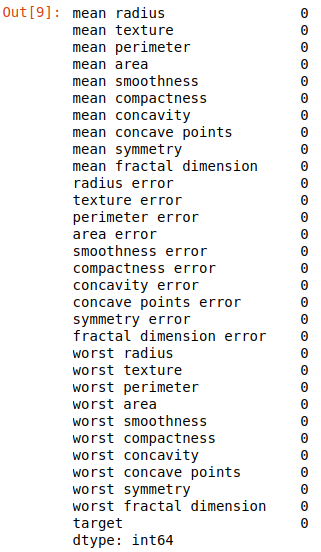 Out[9]: mean radius 0
mean texture 0
mean perimeter 0
mean area 0
mean smoothness 0
mean compactness 0
mean concavity 0
mean concave points 0
mean symmetry 0
mean fractal dimension 0
radius error 0
texture error 0
perimeter error 0
area error 0
smoothness error 0
compactness error 0
concavity error 0
concave points error 0
symmetry error 0
fractal dimension error 0
worst radius 0
worst texture 0
worst perimeter 0
worst area 0
worst smoothness 0
worst compactness 0
worst concavity 0
worst concave points 0
worst symmetry 0
worst fractal dimension 0
target 0
dtype: int64